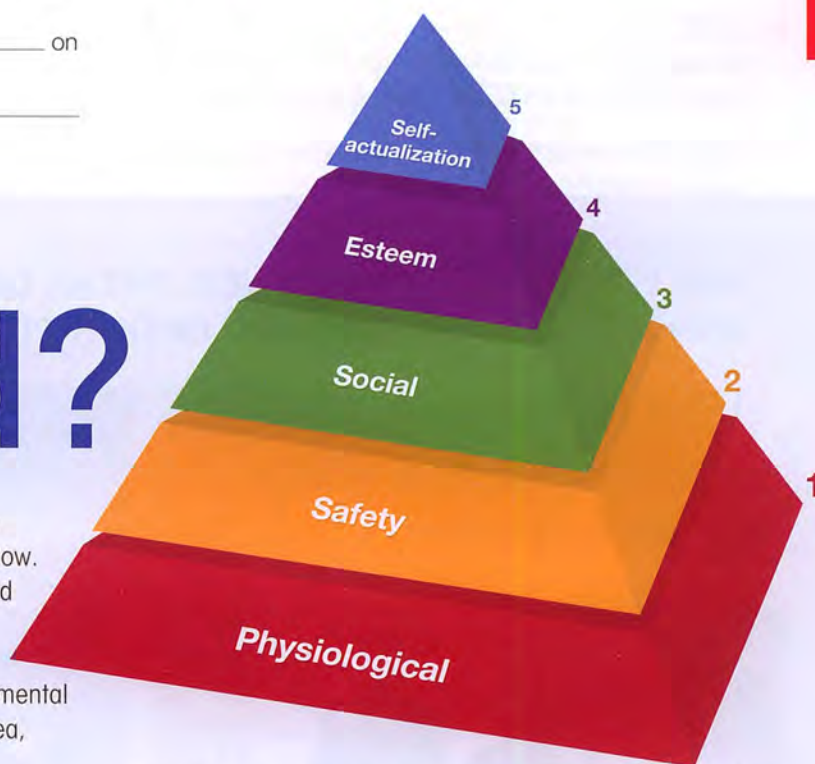 on
5
Self-
actualization
4
Esteem
3
Social
2
Safety
1
Physiological
?
ow.
d
mental
ea,